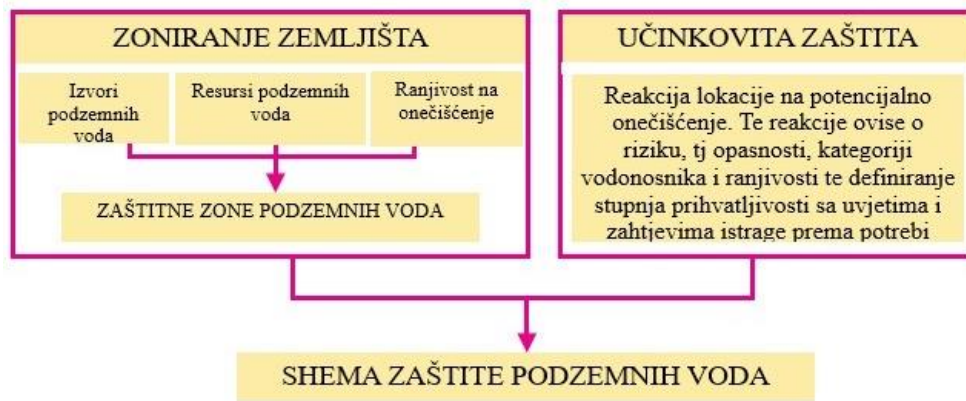 ZONIRANJE ZEMLJIŠTA
Izvori
podzemnih
voda
Resursi podzemnih
voda
Ranjivost na
onečišćenje
ZAŠTITNE ZONE PODZEMNIH VODA
UČINKOVITA ZAŠTITA
Reakcija lokacije na potencijalno
onečišćenje. Te reakcije ovise o
riziku, tj opasnosti, kategoriji
vodonosnika i ranjivosti te definiranje
stupnja prihvatljivosti sa uvjetima i
zahtjevima istrage prema potrebi
SHEMA ZAŠTITE PODZEMNIH VODA